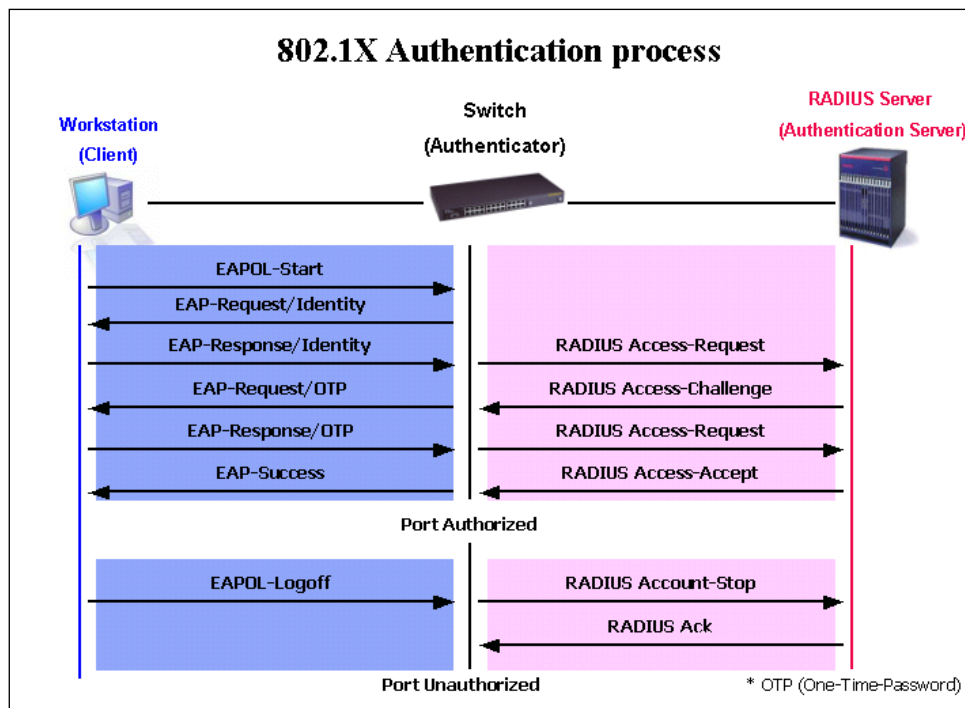 802.1X Authentication process
Workstation
(Client)
Switch
(Authenticator)
RADIUS Server
(Authentication Server)
EAPOL-Start
EAP-Request/Identity
EAP-Response/Identity
RADIUS Access-Request
EAP-Request/OTP
RADIUS Access-Challenge
EAP-Response/OTP
RADIUS Access-Request
EAP-Success
RADIUS Access-Accept
Port Authorized
EAPOL-Logoff
RADIUS Account-Stop
RADIUS Ack
Port Unauthorized
* OTP (One-Time-Password)